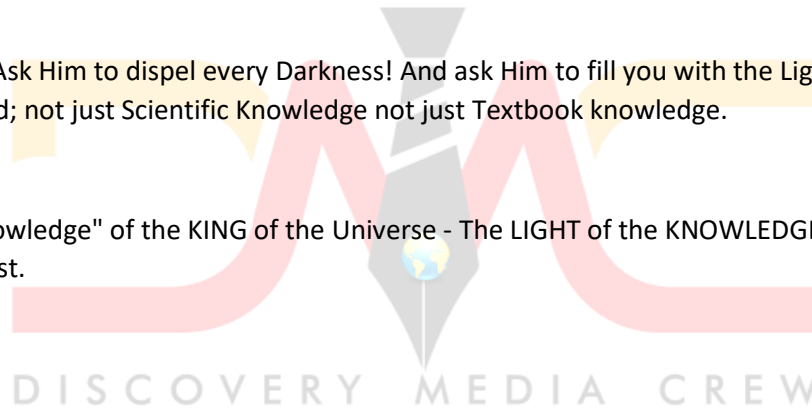 Ask Him to dispel every Darkness! And ask Him to fill you with the Lig
d; not just Scientific Knowledge not just Textbook knowledge.
owledge" of the KING of the Universe - The LIGHT of the KNOWLEDG
st.
DISCOVERY MEDIA CREW